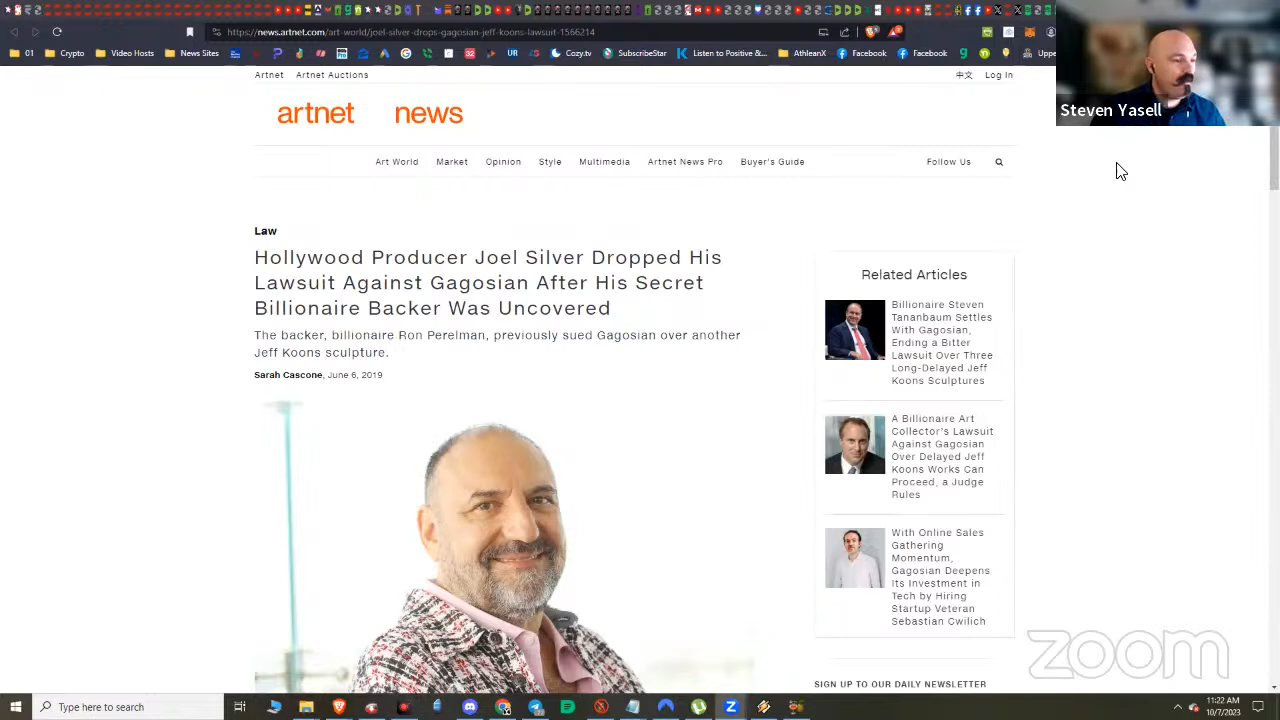 https://news.artnet.com/art-world/joel-silver-drops-gagosian-jeff-koons-lawsuit-1566214
01 Crypto Video Hosts News Sites Cozy.tv SubscribeStar Listen to Positive &... AthleanX Facebook Facebook Uppe
Steven Yasell
Artnet Artnet Auctions 中文 Log In
artnet news
Art World Market Opinion Style Multimedia Artnet News Pro Buyer's Guide Follow Us
Law
Hollywood Producer Joel Silver Dropped His
Lawsuit Against Gagosian After His Secret
Billionaire Backer Was Uncovered
The backer, billionaire Ron Perelman, previously sued Gagosian over another
Jeff Koons sculpture.
Sarah Cascone, June 6, 2019
Related Articles
Billionaire Steven
Tananbaum Settles
With Gagosian,
Ending a Bitter
Lawsuit Over Three
Long-Delayed Jeff
Koons Sculptures
A Billionaire Art
Collector's Lawsuit
Against Gagosian
Over Delayed Jeff
Koons Works Can
Proceed, a Judge
Rules
With Online Sales
Gathering
Momentum,
Gagosian Deepens
Its Investment in
Tech by Hiring
Startup Veteran
Sebastian Cwilich
SIGN UP TO OUR DAILY NEWSLETTER
zoom
Type here to search
11:22 AM
10/7/2023